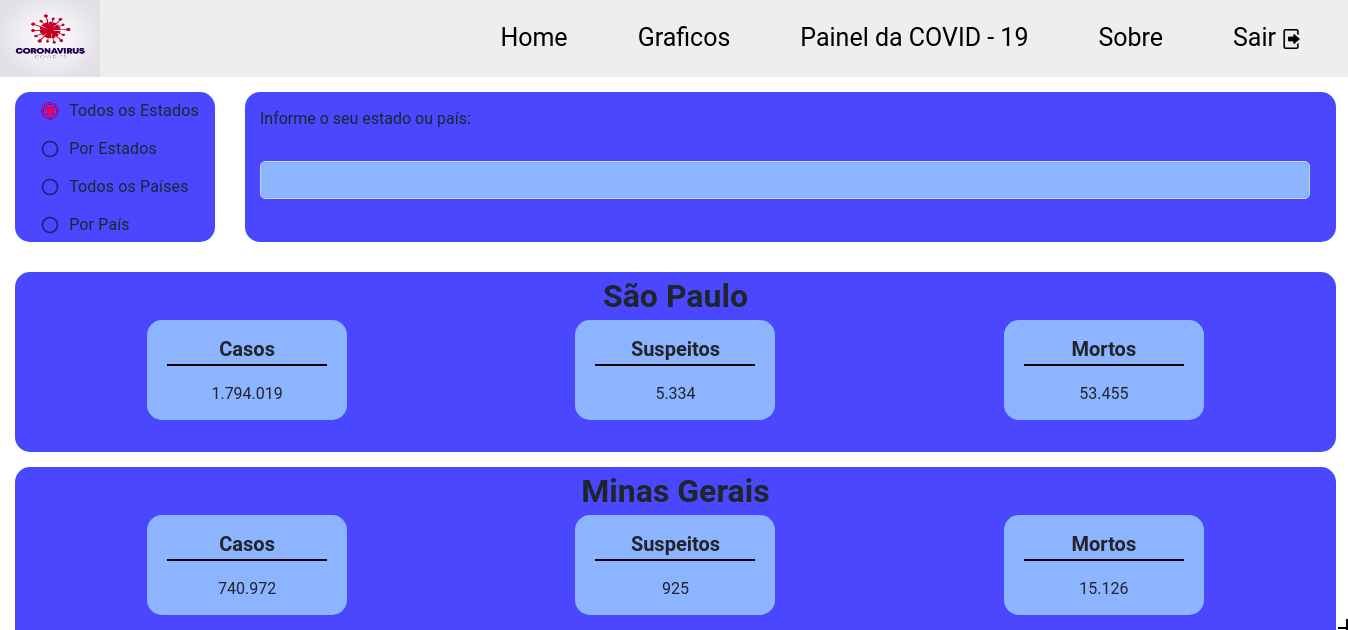 CORONAVIRUS
COVID-19
Home
Graficos
Painel da COVID - 19
Sobre
Sair
Todos os Estados
Por Estados
Todos os Países
Por País
Informe o seu estado ou país:
São Paulo
Casos
Suspeitos
Mortos
1.794.019
5.334
53.455
Minas Gerais
Casos
Suspeitos
Mortos
740.972
925
15.126